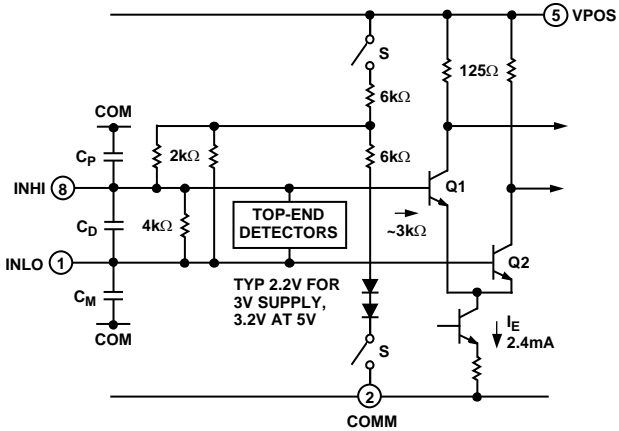 5 VPOS
S
125Ω
6kΩ
COM
CP
2kΩ
6kΩ
INHI 8
Q1
CD
4kΩ
TOP-END
DETECTORS
~3kΩ
INLO 1
Q2
CM
TYP 2.2V FOR
3V SUPPLY,
3.2V AT 5V
COM
S
IE
2.4mA
2
COMM